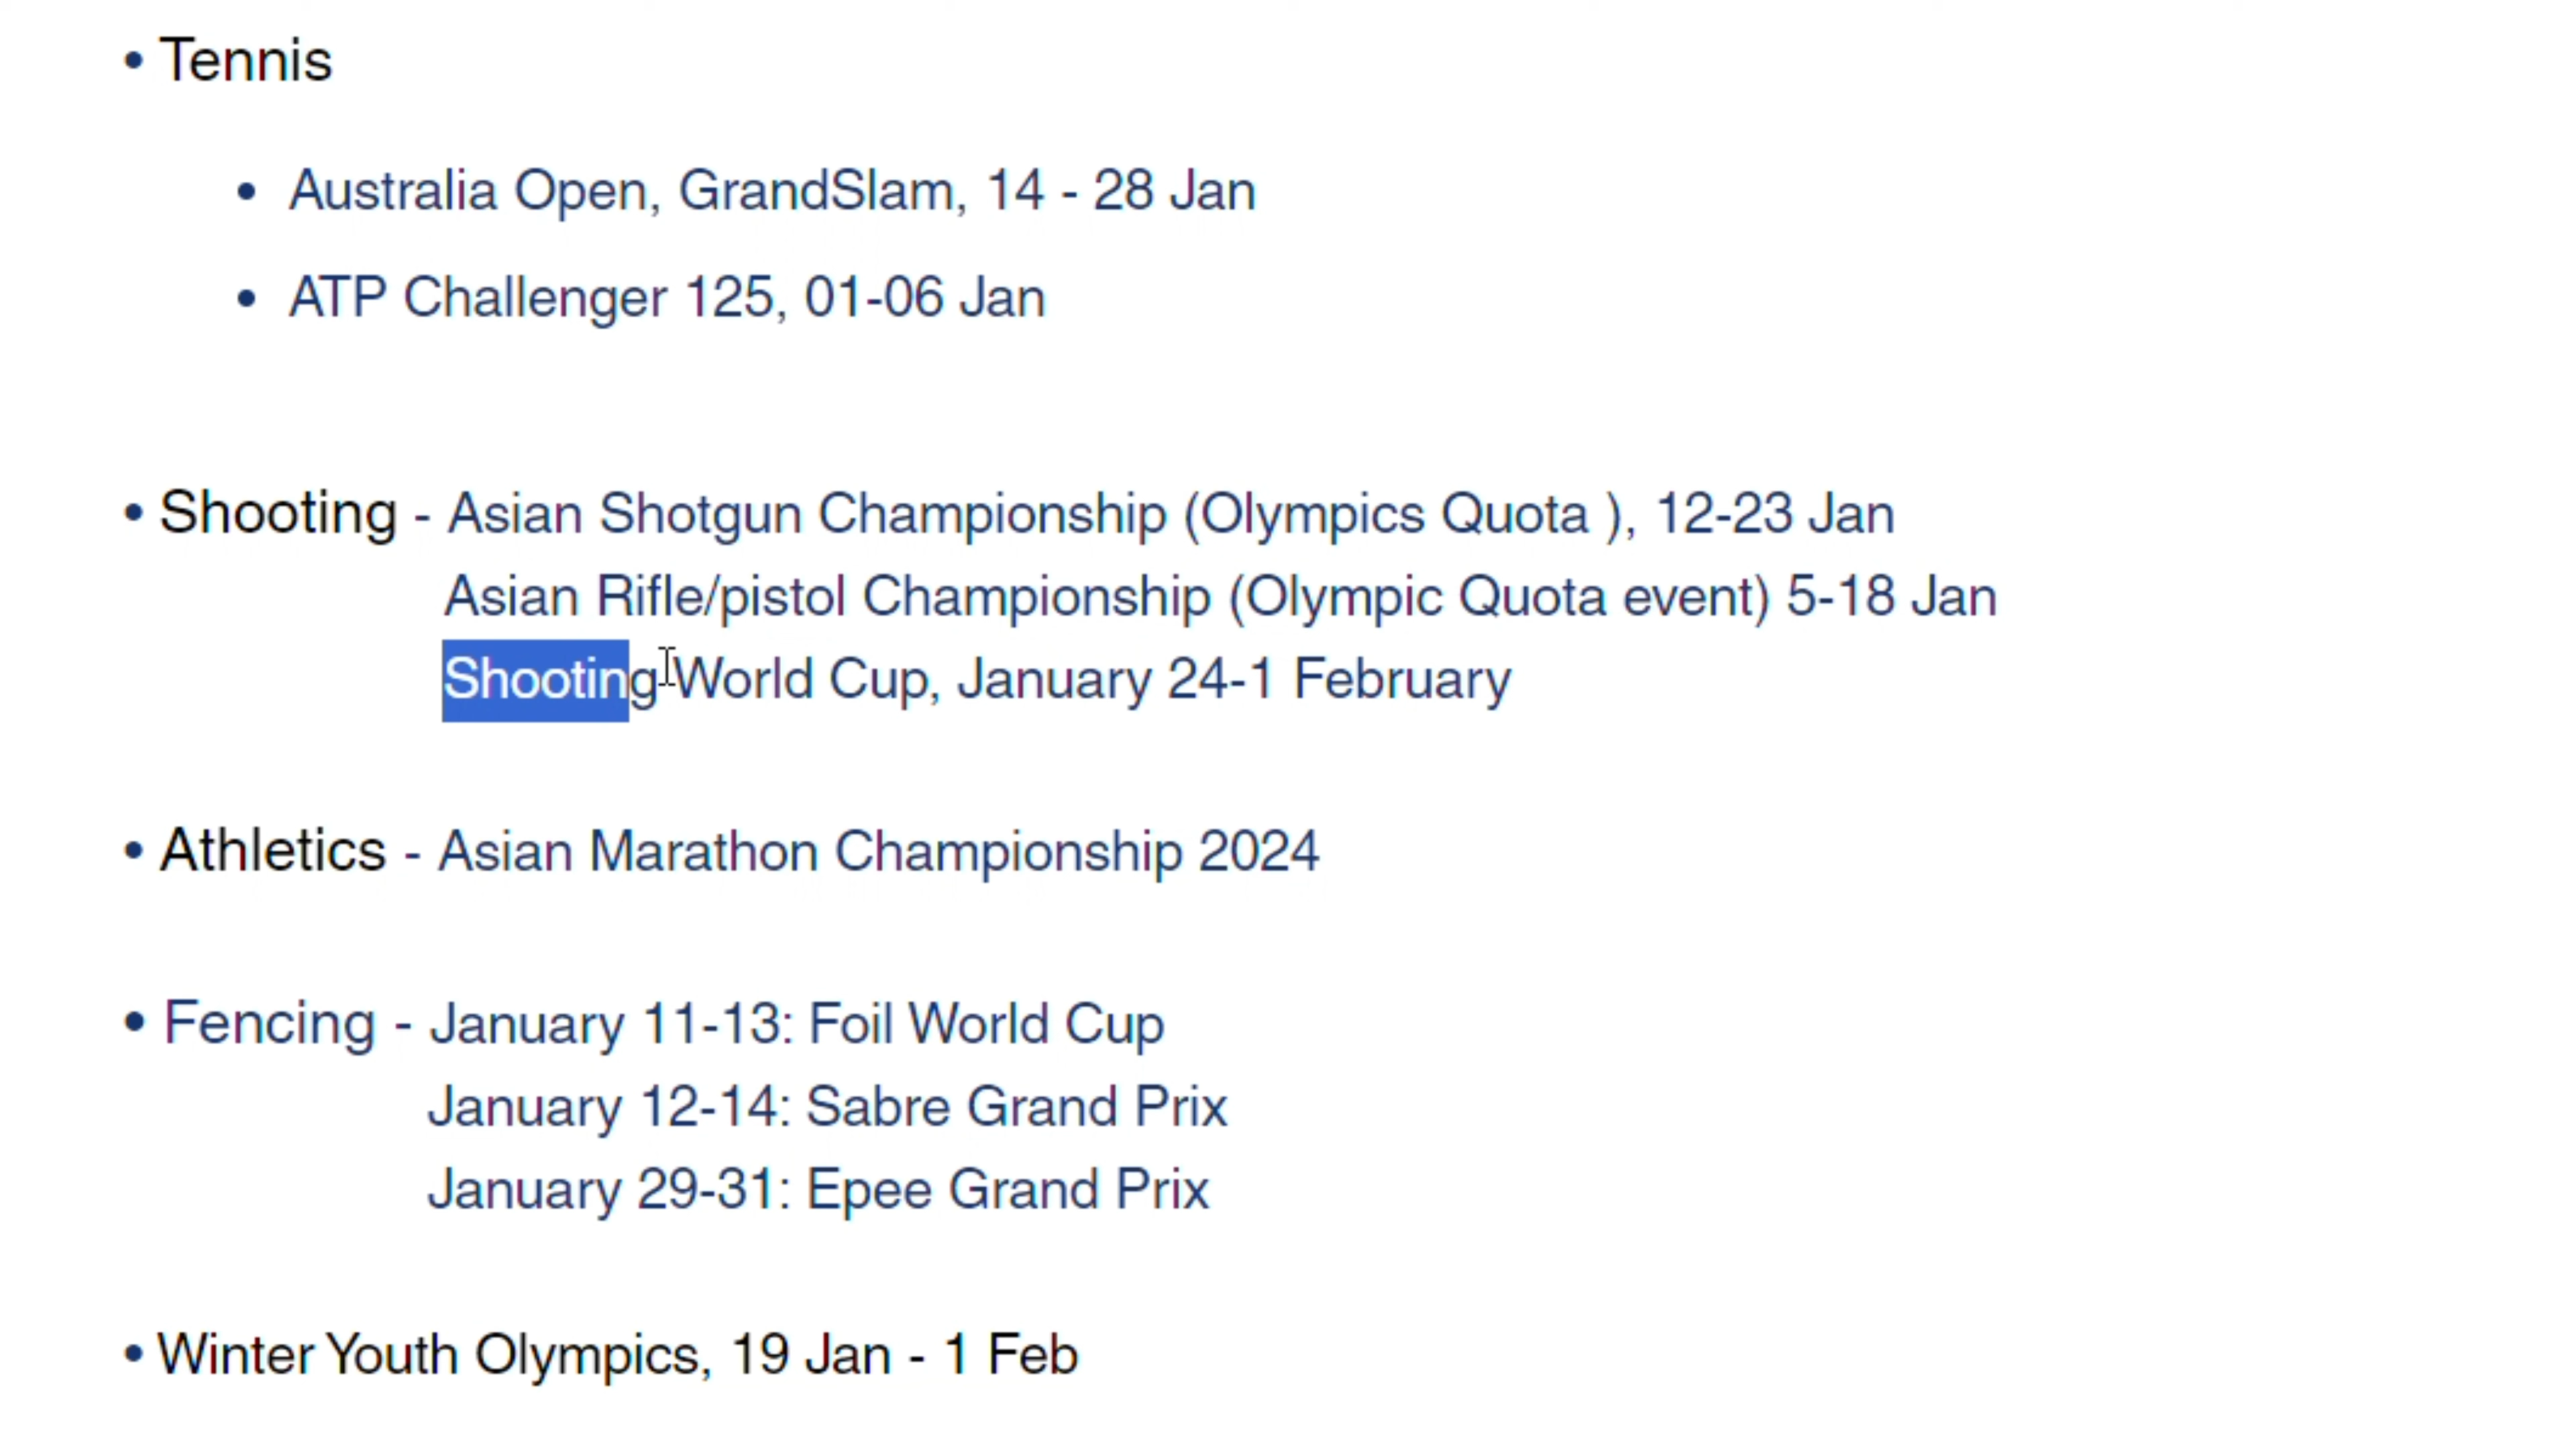 • Tennis
• Australia Open, GrandSlam, 14 - 28 Jan
• ATP Challenger 125, 01-06 Jan
• Shooting - Asian Shotgun Championship (Olympics Quota ), 12-23 Jan
Asian Rifle/pistol Championship (Olympic Quota event) 5-18 Jan
Shooting World Cup, January 24-1 February
• Athletics - Asian Marathon Championship 2024
• Fencing - January 11-13: Foil World Cup
January 12-14: Sabre Grand Prix
January 29-31: Epee Grand Prix
• Winter Youth Olympics, 19 Jan - 1 Feb